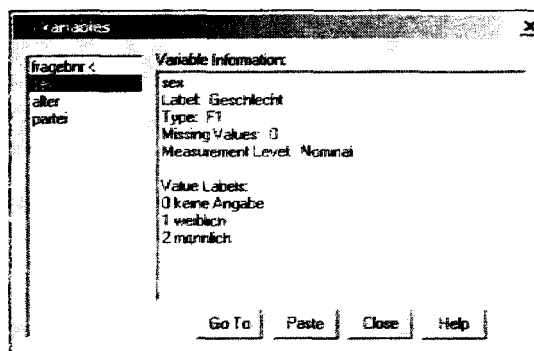 Variables
fragebnr <
sex
alter
partei
Variable Information:
sex
Label: Geschlecht
Type: F1
Missing Values: 0
Measurement Level: Nominal
Value Labels:
0 keine Angabe
1 weiblich
2 männlich
Go To
Paste
Close
Help